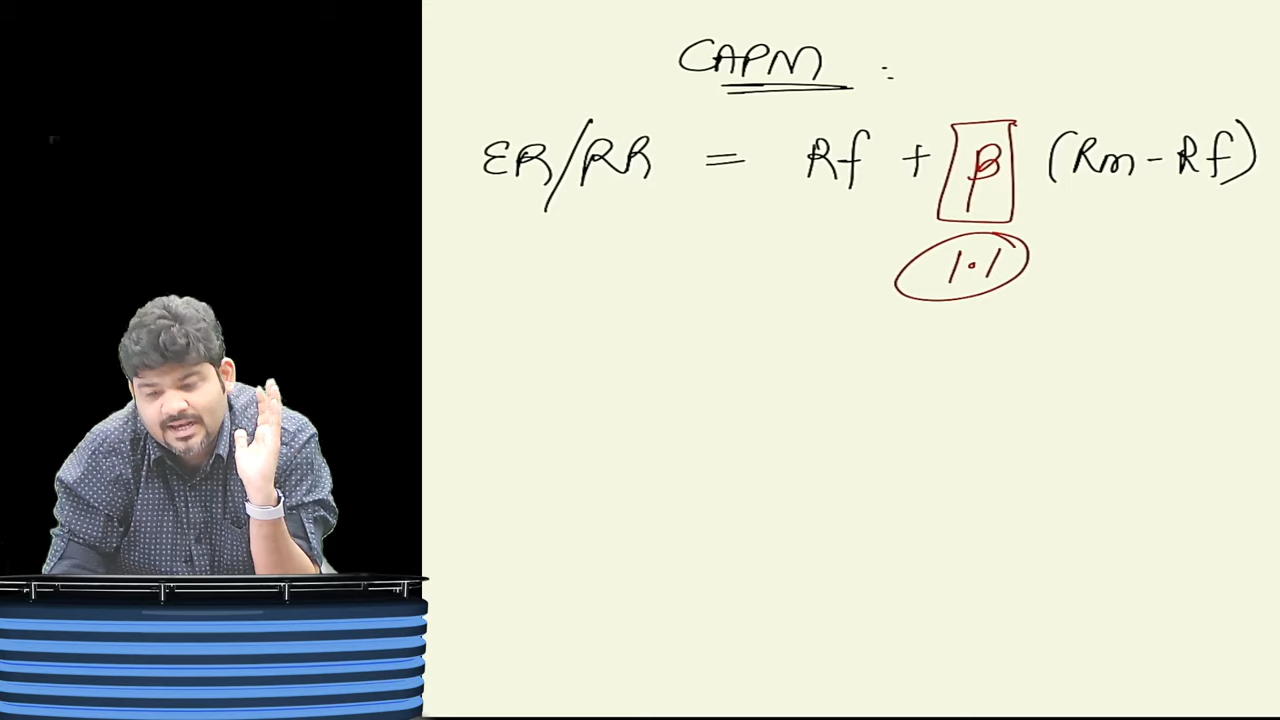 CAPM :
ER/RR = Rf + β (Rm - Rf)
1.1